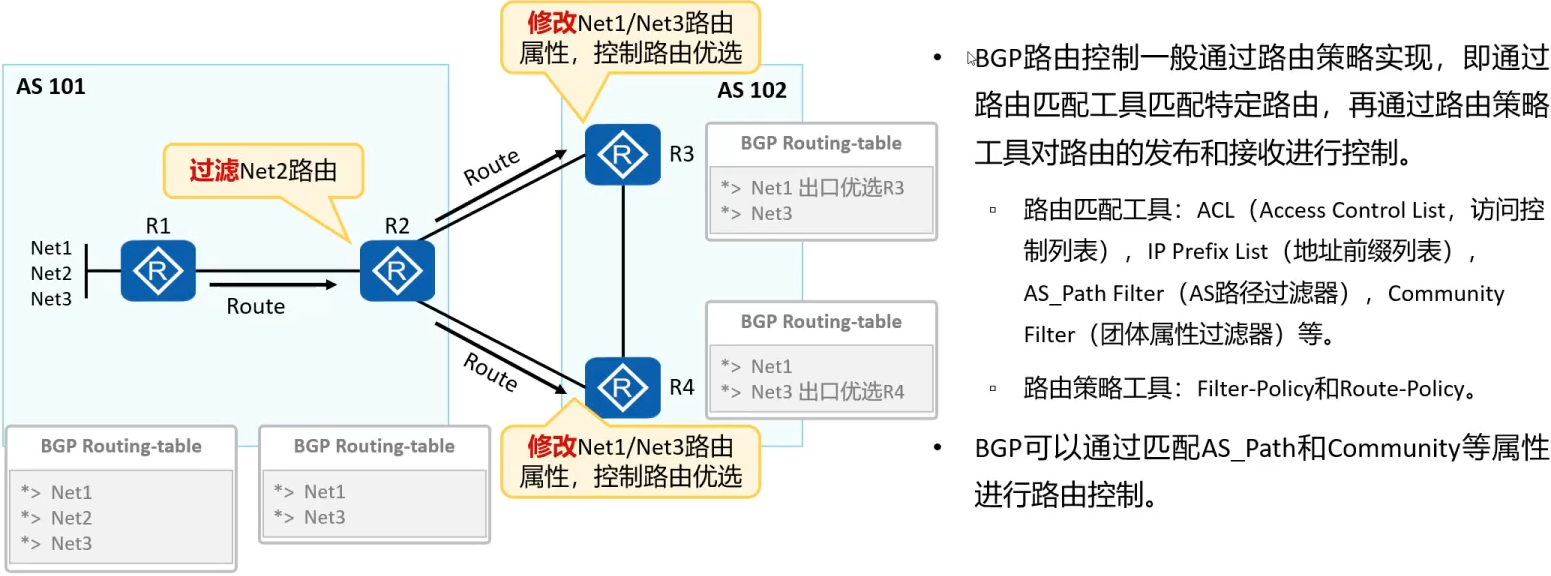 修改Net1/Net3路由
属性，控制路由优选
AS 101
AS 102
过滤Net2路由
Route
R3
BGP Routing-table
*> Net1 出口优选R3
*> Net3
R1
R2
Net1
Net2
Net3
Route
BGP Routing-table
*> Net1
*> Net3 出口优选R4
Route
R4
修改Net1/Net3路由
属性，控制路由优选
BGP Routing-table
*> Net1
*> Net2
*> Net3
BGP Routing-table
*> Net1
*> Net3
• BGP路由控制一般通过路由策略实现，即通过
路由匹配工具匹配特定路由，再通过路由策略
工具对路由的发布和接收进行控制。
▫ 路由匹配工具：ACL（Access Control List，访问控
制列表），IP Prefix List（地址前缀列表），
AS_Path Filter（AS路径过滤器），Community
Filter（团体属性过滤器）等。
▫ 路由策略工具：Filter-Policy和Route-Policy。
• BGP可以通过匹配AS_Path和Community等属性
进行路由控制。
R
R
R
R